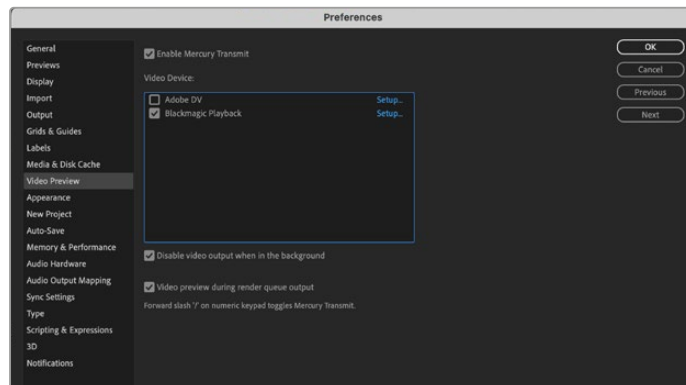 Preferences
General
Previews
Display
Import
Output
Grids & Guides
Labels
Media & Disk Cache
Video Preview
Appearance
New Project
Auto-Save
Memory & Performance
Audio Hardware
Audio Output Mapping
Sync Settings
Type
Scripting & Expressions
3D
Notifications
Enable Mercury Transmit
Video Device:
Adobe DV Setup...
Blackmagic Playback Setup...
Disable video output when in the background
Video preview during render queue output
Forward slash '/' on numeric keypad toggles Mercury Transmit.
OK
Cancel
Previous
Next